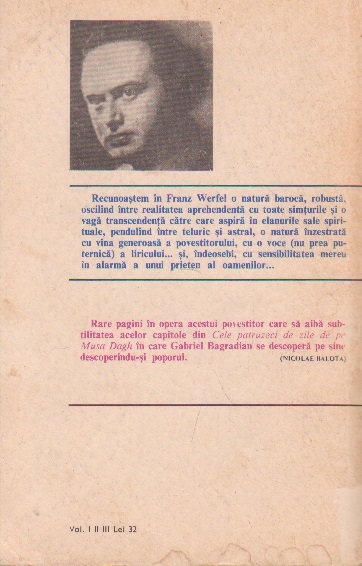 Recunoaştem în Franz Werfel o natură barocă, robustă,
oscilînd între realitatea aprehendentă cu toate simţurile şi o
vagă transcendenţă către care aspiră în elanurile sale spiri-
tuale, pendulînd între teluric şi astral, o natură înzestrată
cu vina generoasă a povestitorului, cu o voce (nu prea pu-
ternică) a liricului... şi, îndeosebi, cu sensibilitatea mereu
în alarmă a unui prieten al oamenilor...
Rare pagini în opera acestui povestitor care să aibă sub-
tilitatea acelor capitole din Cele patruzeci de zile de pe
Musa Dagh în care Gabriel Bagradian se descoperă pe sine
descoperindu-şi poporul.
(NICOLAE BALOTĂ)
Vol. I II III Lei 32